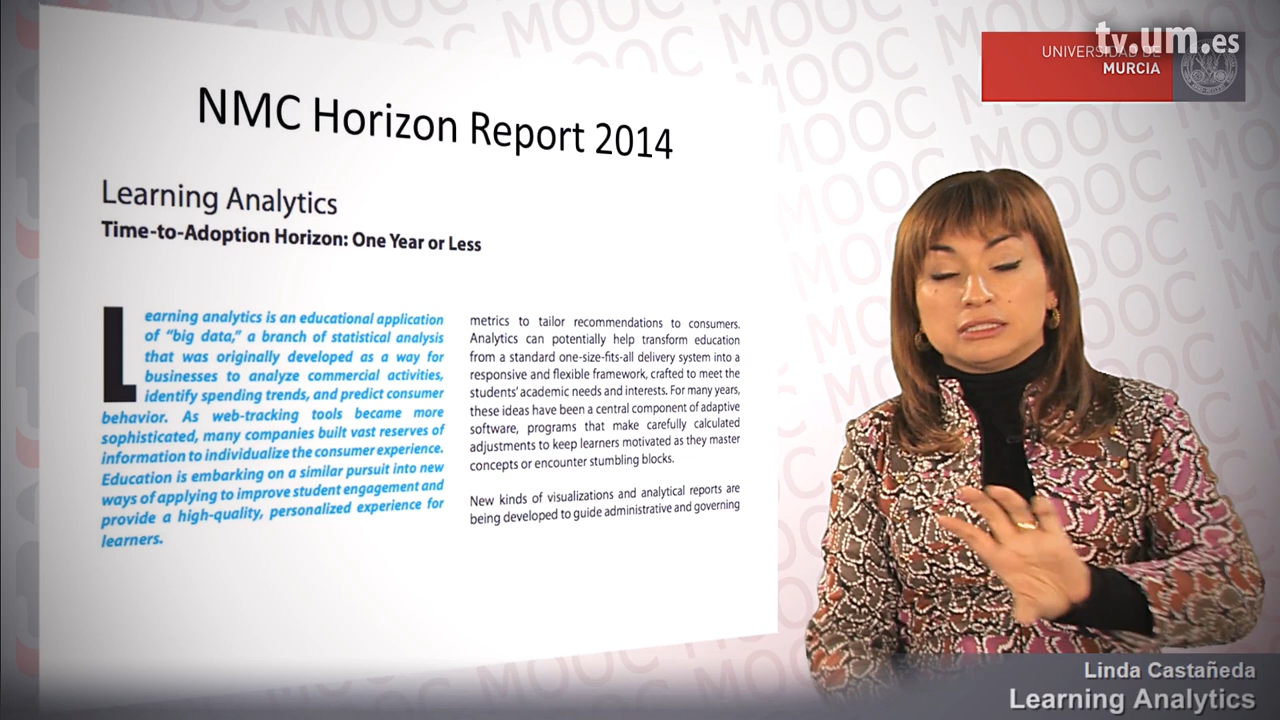 tv.um.es
UNIVERSIDAD DE
MURCIA
NMC Horizon Report 2014
Learning Analytics
Time-to-Adoption Horizon: One Year or Less
Learning analytics is an educational application
of “big data,” a branch of statistical analysis
that was originally developed as a way for
businesses to analyze commercial activities,
identify spending trends, and predict consumer
behavior. As web-tracking tools became more
sophisticated, many companies built vast reserves of
information to individualize the consumer experience.
Education is embarking on a similar pursuit into new
ways of applying to improve student engagement and
provide a high-quality, personalized experience for
learners.
metrics to tailor recommendations to consumers.
Analytics can potentially help transform education
from a standard one-size-fits-all delivery system into a
responsive and flexible framework, crafted to meet the
students’ academic needs and interests. For many years,
these ideas have been a central component of adaptive
software, programs that make carefully calculated
adjustments to keep learners motivated as they master
concepts or encounter stumbling blocks.
New kinds of visualizations and analytical reports are
being developed to guide administrative and governing
Linda Castañeda
Learning Analytics